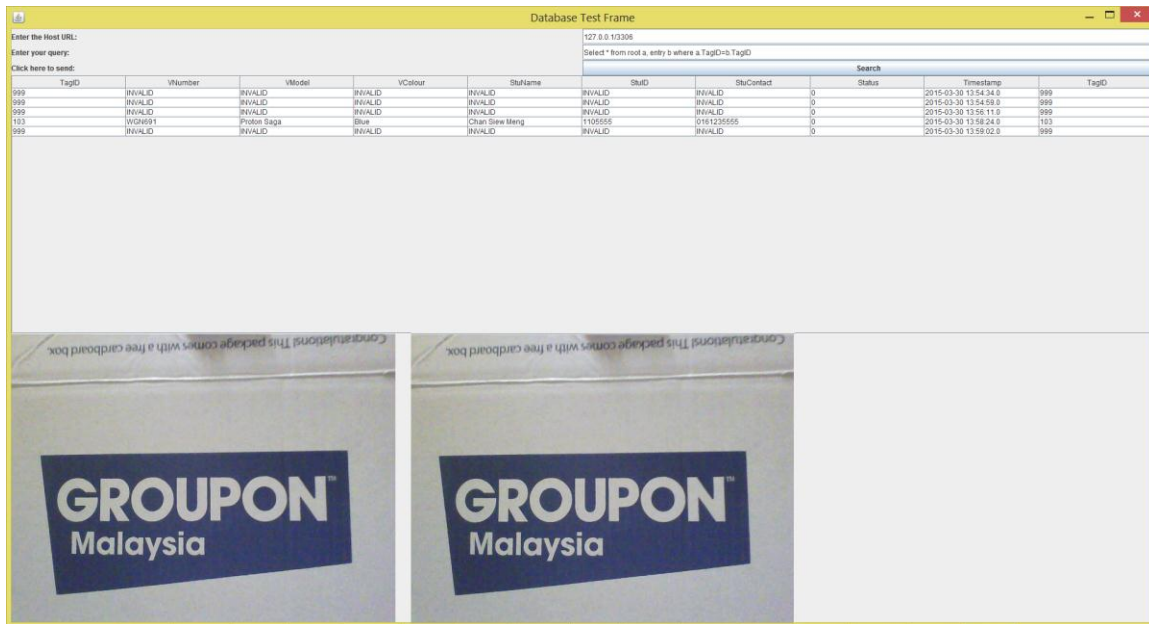 Database Test Frame
Enter the Host URL: 127.0.0.1/3306
Enter your query: Select * from root a, entry b where a.TagID=b.TagID
Click here to send: Search
TagID VNumber VModel VColour StuName StuID StuContact Status Timestamp TagID
999 INVALID INVALID INVALID INVALID INVALID INVALID 0 2015-03-30 13:54:34.0 999
999 INVALID INVALID INVALID INVALID INVALID INVALID 0 2015-03-30 13:54:59.0 999
999 INVALID INVALID INVALID INVALID INVALID INVALID 0 2015-03-30 13:56:11.0 999
103 WGN691 Proton Saga Blue Chan Siew Meng 1105555 0161235555 0 2015-03-30 13:58:24.0 103
999 INVALID INVALID INVALID INVALID INVALID INVALID 0 2015-03-30 13:59:02.0 999
Congratulations! This package comes with a free cardboard box.
GROUPON™
Malaysia
Congratulations! This package comes with a free cardboard box.
GROUPON™
Malaysia